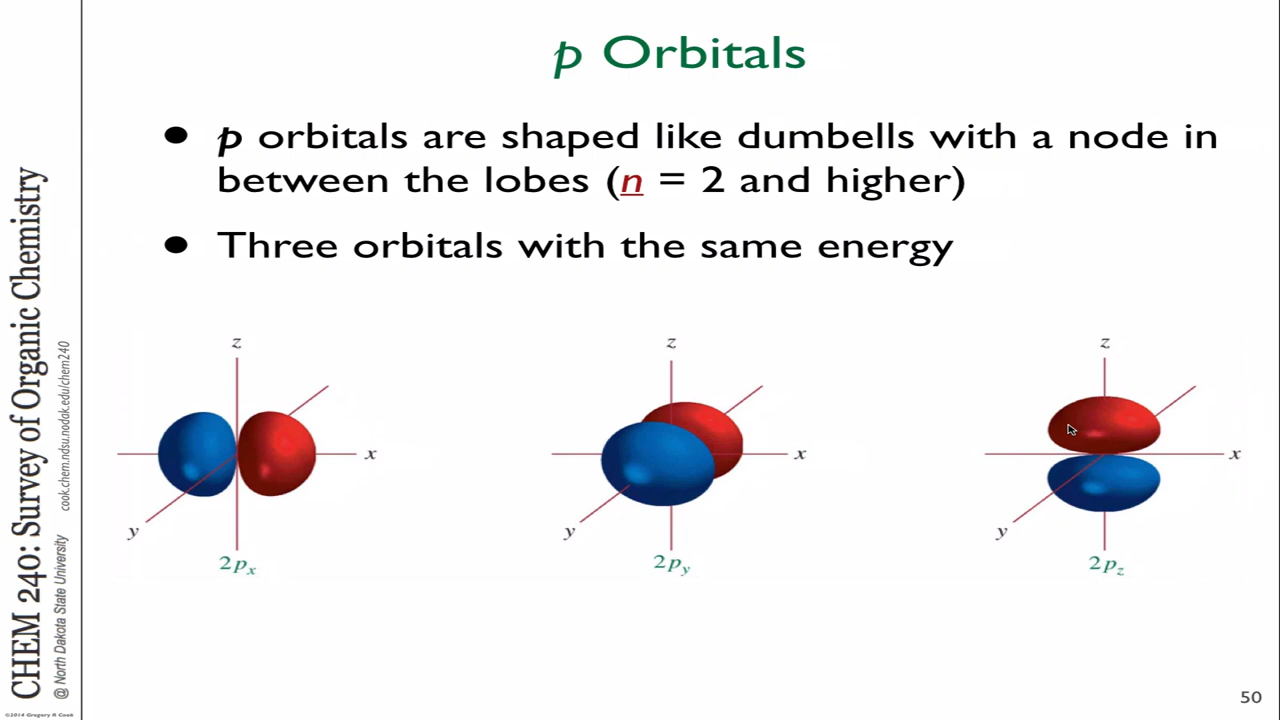 p Orbitals
● p orbitals are shaped like dumbells with a node in
between the lobes (n = 2 and higher)
● Three orbitals with the same energy
z
x
y
2px
z
x
y
2py
z
x
y
2pz
CHEM 240: Survey of Organic Chemistry
@ North Dakota State University
cook.chem.ndsu.nodak.edu/chem240
©2014 Gregory R Cook
50